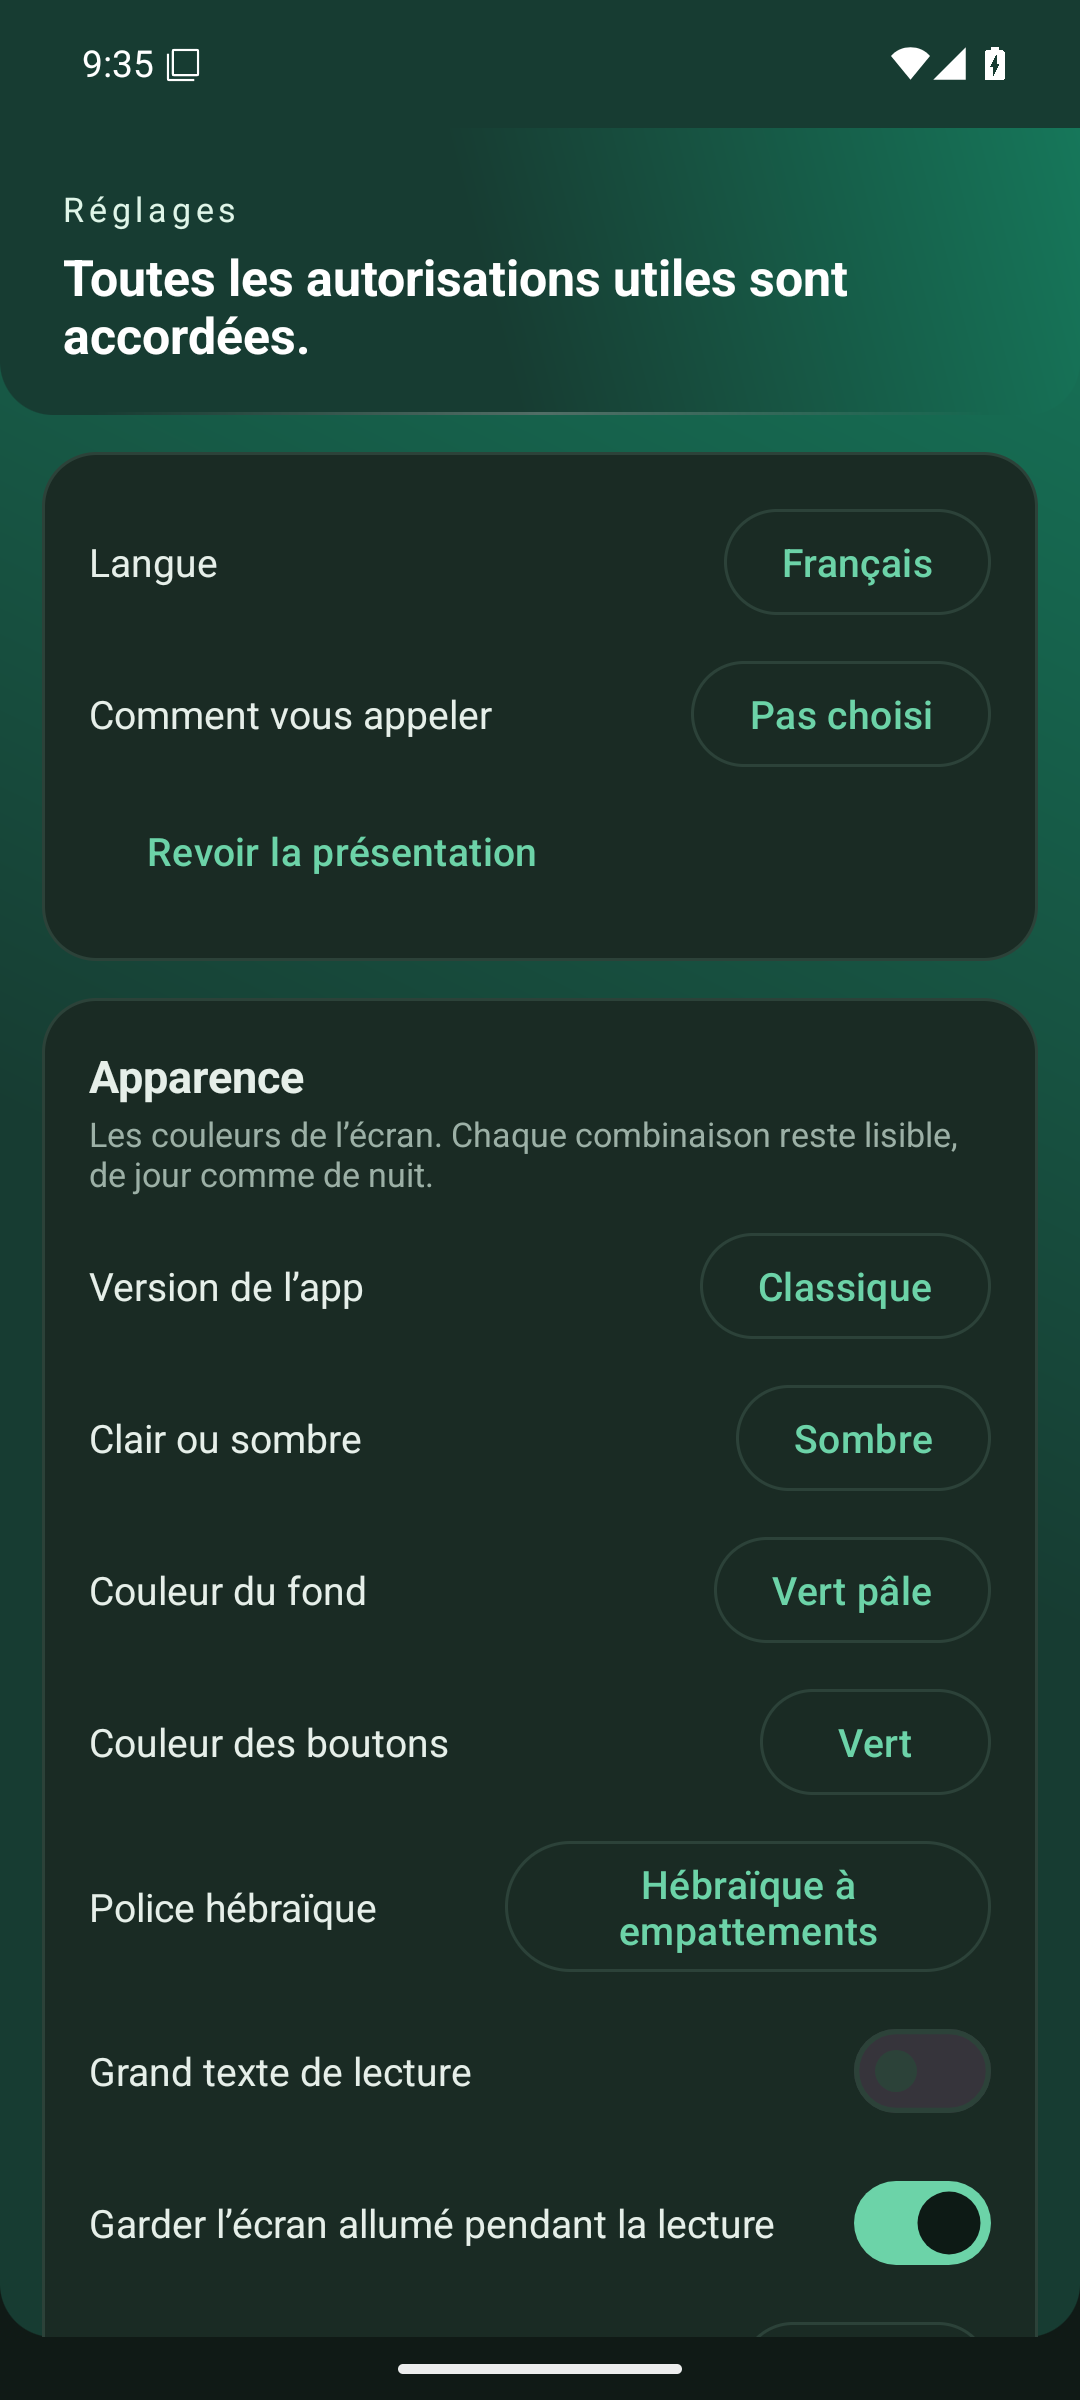 9:35
Réglages
Toutes les autorisations utiles sont
accordées.
Langue
Français
Comment vous appeler
Pas choisi
Revoir la présentation
Apparence
Les couleurs de l’écran. Chaque combinaison reste lisible,
de jour comme de nuit.
Version de l’app
Classique
Clair ou sombre
Sombre
Couleur du fond
Vert pâle
Couleur des boutons
Vert
Police hébraïque
Hébraïque à
empattements
Grand texte de lecture
Garder l’écran allumé pendant la lecture